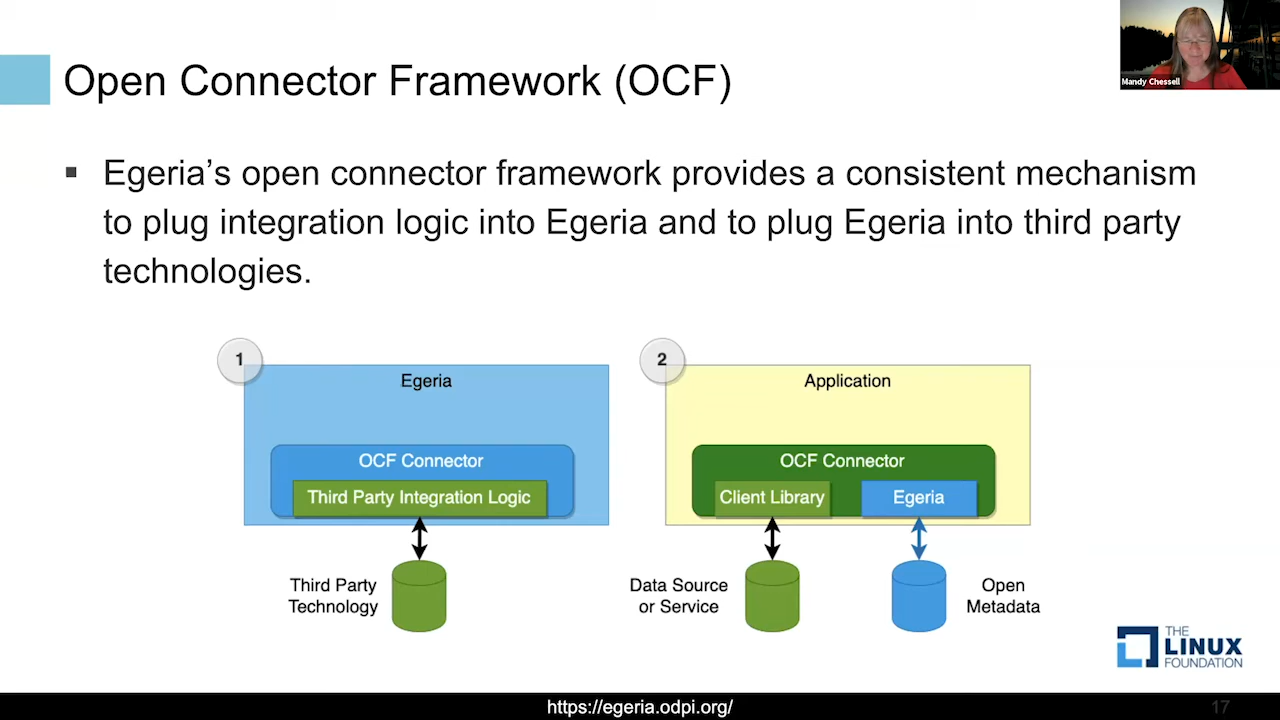 Mandy Chessell
Open Connector Framework (OCF)
▪ Egeria’s open connector framework provides a consistent mechanism
to plug integration logic into Egeria and to plug Egeria into third party
technologies.
1
Egeria
OCF Connector
Third Party Integration Logic
Third Party
Technology
2
Application
OCF Connector
Client Library
Egeria
Data Source
or Service
Open
Metadata
THE
LINUX
FOUNDATION
https://egeria.odpi.org/
17